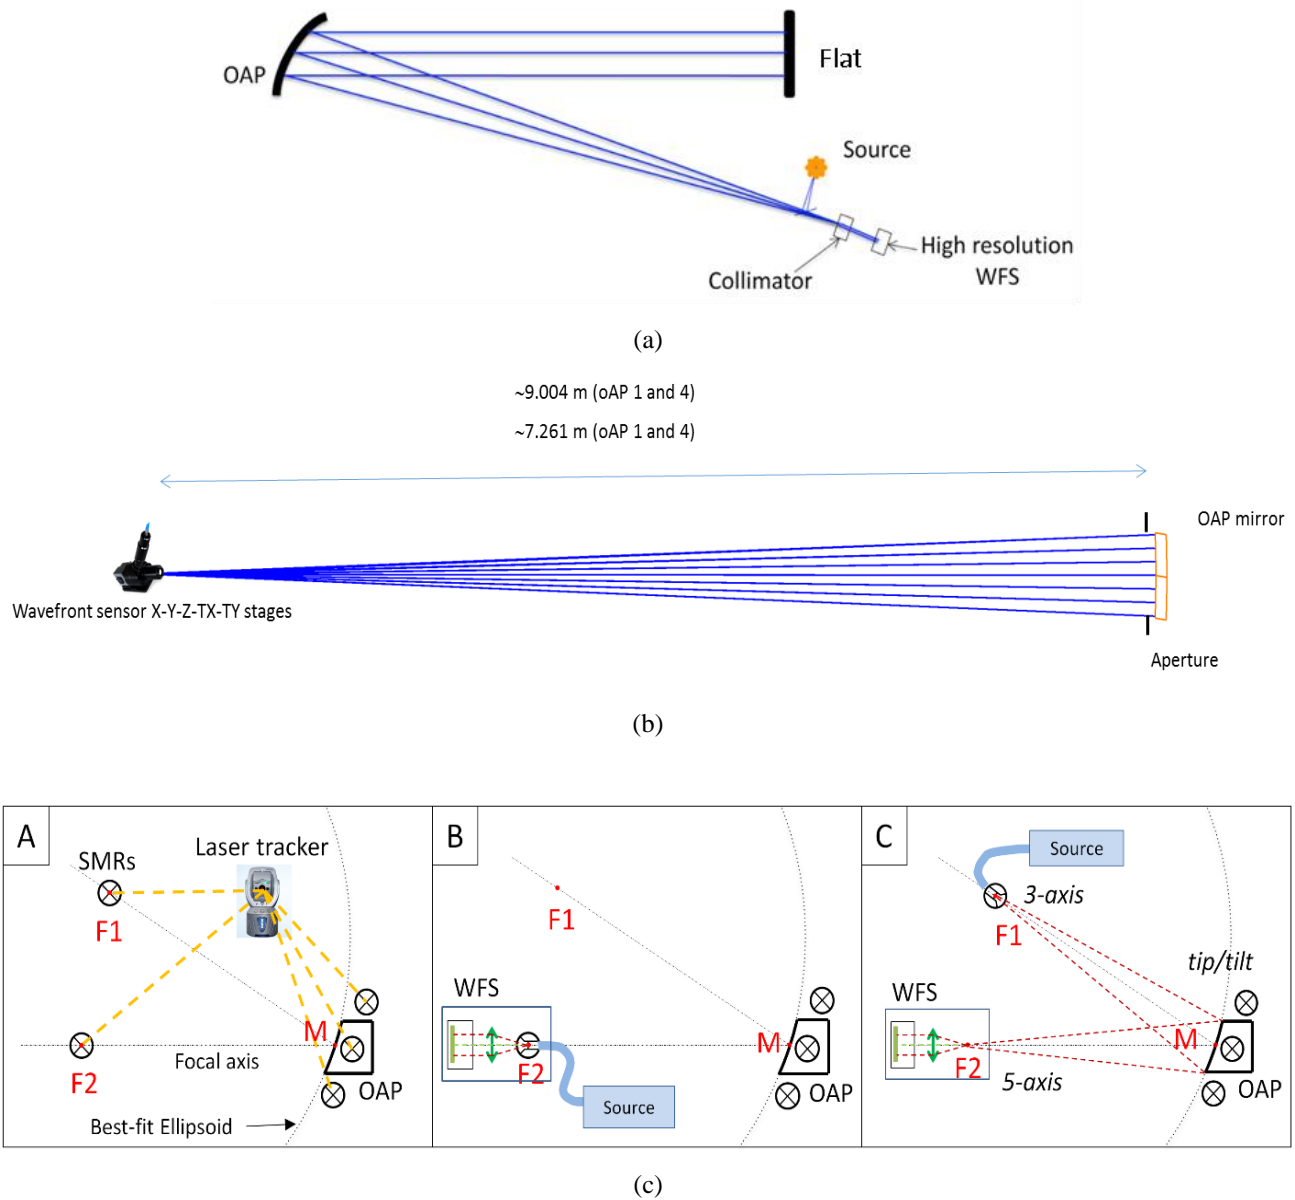 OAP
Flat
Source
High resolution
WFS
Collimator
(a)
~9.004 m (oAP 1 and 4)
~7.261 m (oAP 1 and 4)
OAP mirror
Wavefront sensor X-Y-Z-TX-TY stages
Aperture
(b)
A
SMRs
Laser tracker
F1
M
F2
Focal axis
OAP
Best-fit Ellipsoid
B
F1
WFS
M
F2
OAP
Source
C
Source
3-axis
F1
tip/tilt
WFS
M
F2
5-axis
OAP
(c)